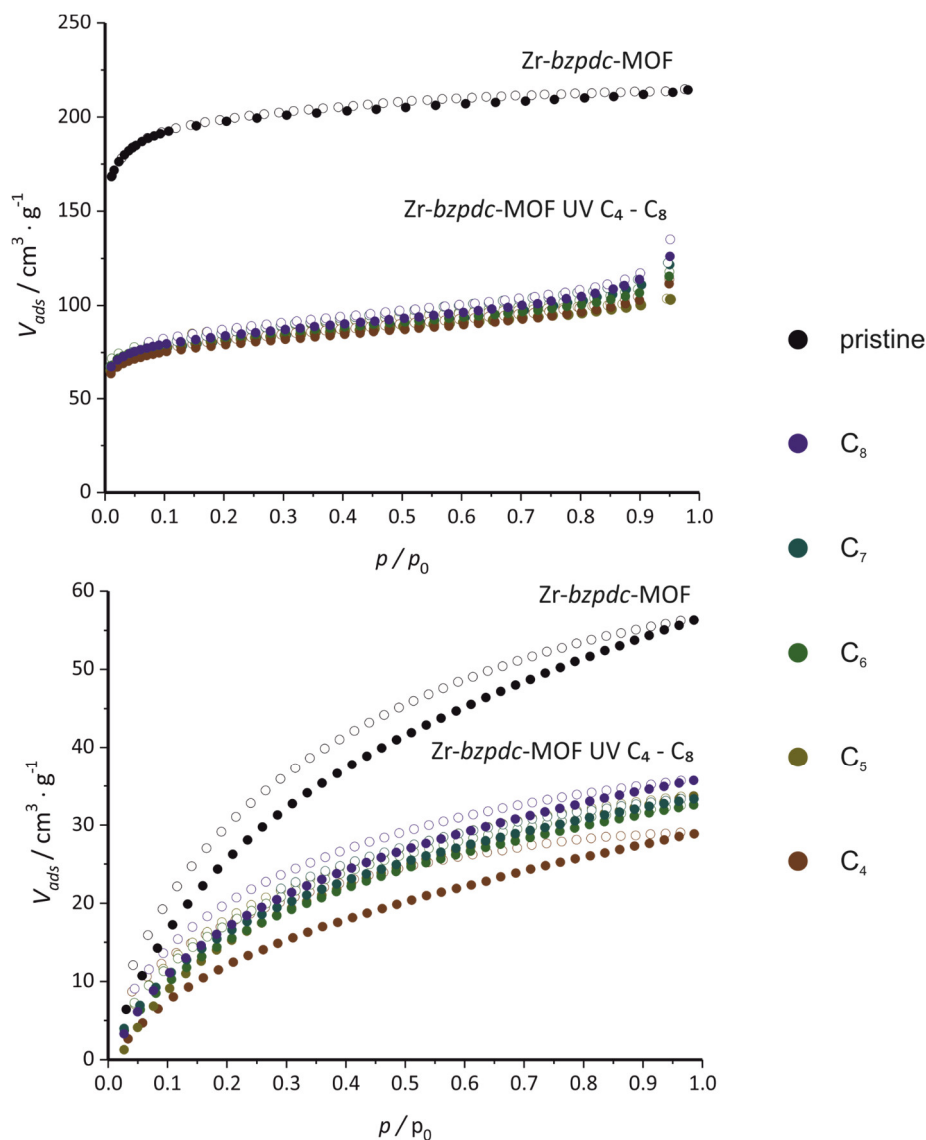 250
200
150
100
50
0
V_ads / cm³ · g⁻¹
Zr-bzpdc-MOF
Zr-bzpdc-MOF UV C₄ - C₈
0.0 0.1 0.2 0.3 0.4 0.5 0.6 0.7 0.8 0.9 1.0
p / p₀
60
50
40
30
20
10
0
V_ads / cm³ · g⁻¹
Zr-bzpdc-MOF
Zr-bzpdc-MOF UV C₄ - C₈
0.0 0.1 0.2 0.3 0.4 0.5 0.6 0.7 0.8 0.9 1.0
p / p₀
pristine
C₈
C₇
C₆
C₅
C₄